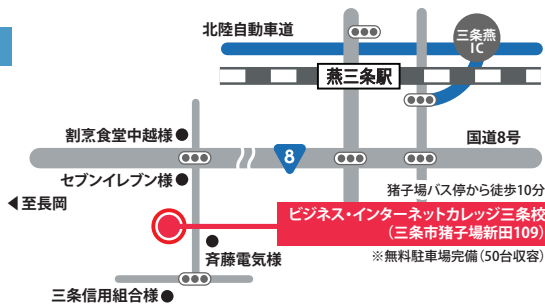 北陸自動車道
三条燕
IC
燕三条駅
割烹食堂中越様
国道8号
8
セブンイレブン様
猪子場バス停から徒歩10分
◀至長岡
ビジネス・インターネットカレッジ三条校
(三条市猪子場新田109)
斉藤電気様
※無料駐車場完備(50台収容)
三条信用組合様